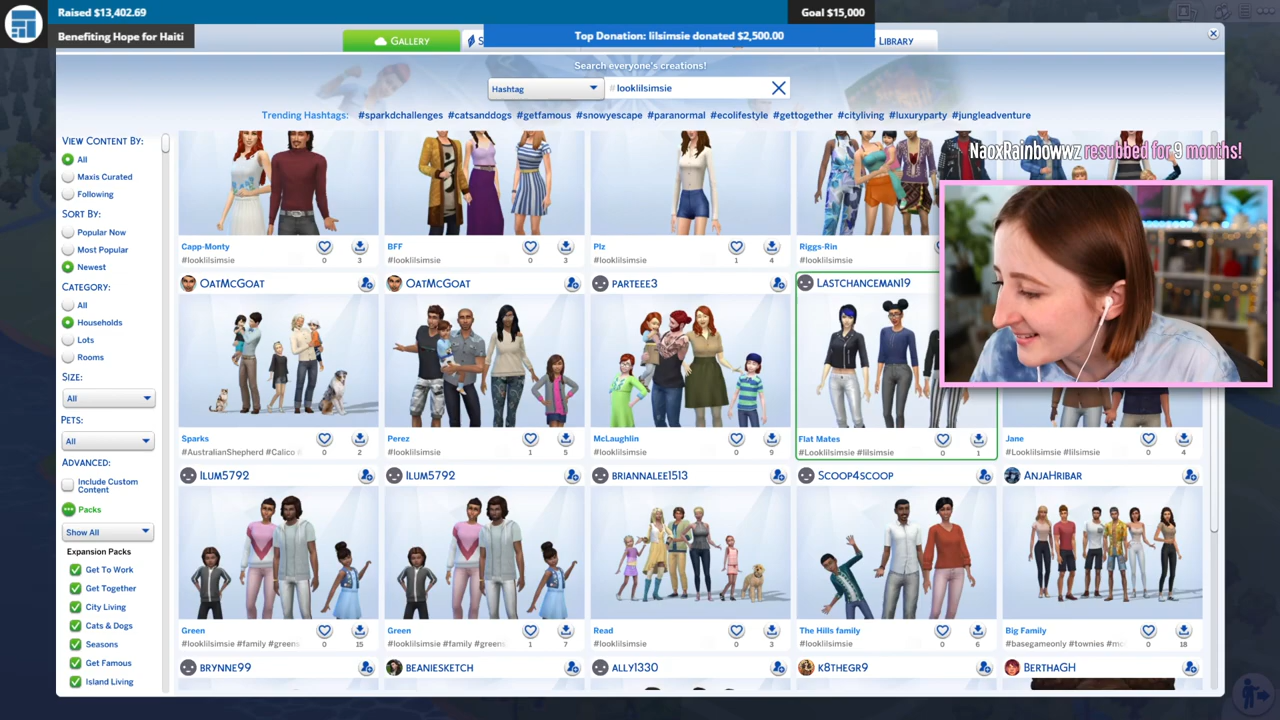 Raised $13,402.69
Goal $15,000
Benefiting Hope for Haiti
Top Donation: lilsimsie donated $2,500.00
Gallery
S
Library
Search everyone's creations!
Hashtag
# looklilsimsie
Trending Hashtags: #sparkdchallenges #catsanddogs #getfamous #snowyescape #paranormal #ecolifestyle #gettogether #cityliving #luxuryparty #jungleadventure
NaoxRainbowwz resubbed for 9 months!
View Content By:
All
Maxis Curated
Following
Sort By:
Popular Now
Most Popular
Newest
Category:
All
Households
Lots
Rooms
Size:
All
Pets:
All
Advanced:
Include Custom
Content
Packs
Show All
Expansion Packs
Get To Work
Get Together
City Living
Cats & Dogs
Seasons
Get Famous
Island Living
Capp-Monty
#looklilsimsie
0 3
BFF
#looklilsimsie
0 3
Plz
#looklilsimsie
1 4
Riggs-Rin
#looklilsimsie
OatMcGoat
Sparks
#AustralianShepherd #Calico
0 2
OatMcGoat
Perez
#looklilsimsie
1 5
parteee3
McLaughlin
#looklilsimsie
0 9
Lastchanceman19
Flat Mates
#Looklilsimsie #lilsimsie
0 1
Jane
#Looklilsimsie #lilsimsie
0 4
ilum5792
Green
#looklilsimsie #family #greens
0 15
ilum5792
Green
#looklilsimsie #family #greens
1 7
briannalee1513
Read
#looklilsimsie
0 3
Scoop4scoop
The Hills family
#looklilsimsie
0 6
AnjaHribar
Big Family
#basegameonly #townies #mo
0 18
Brynne99
beaniesketch
ally1330
k8thegr9
BerthaGH